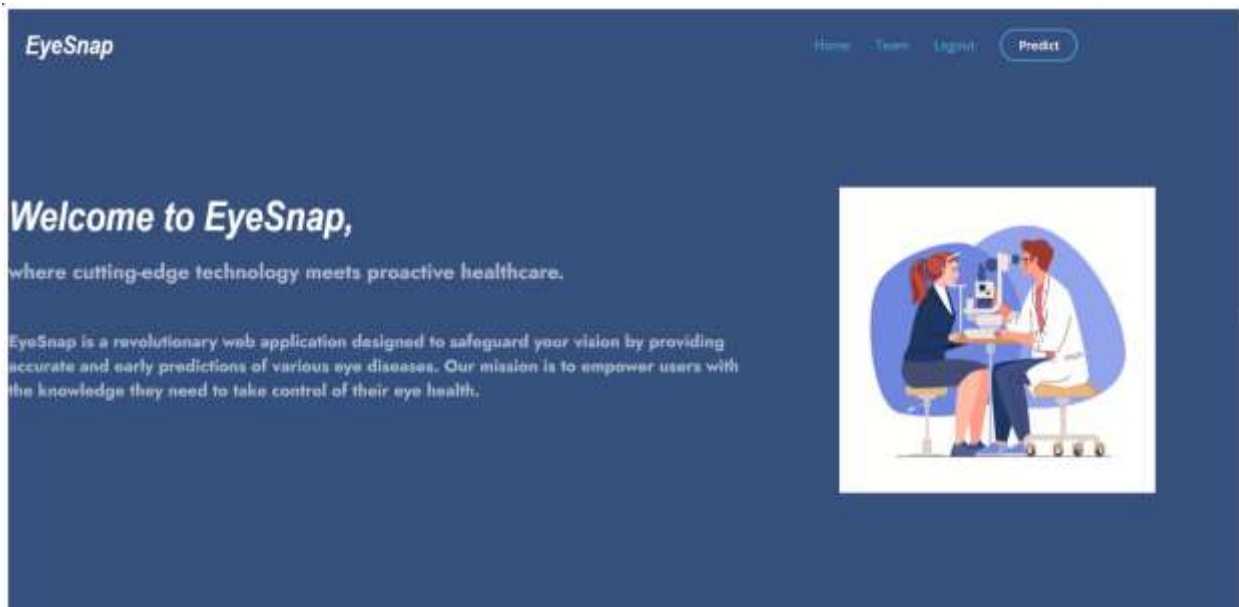 EyeSnap
Home Team Logout Predict
Welcome to EyeSnap,
where cutting-edge technology meets proactive healthcare.
EyeSnap is a revolutionary web application designed to safeguard your vision by providing
accurate and early predictions of various eye diseases. Our mission is to empower users with
the knowledge they need to take control of their eye health.